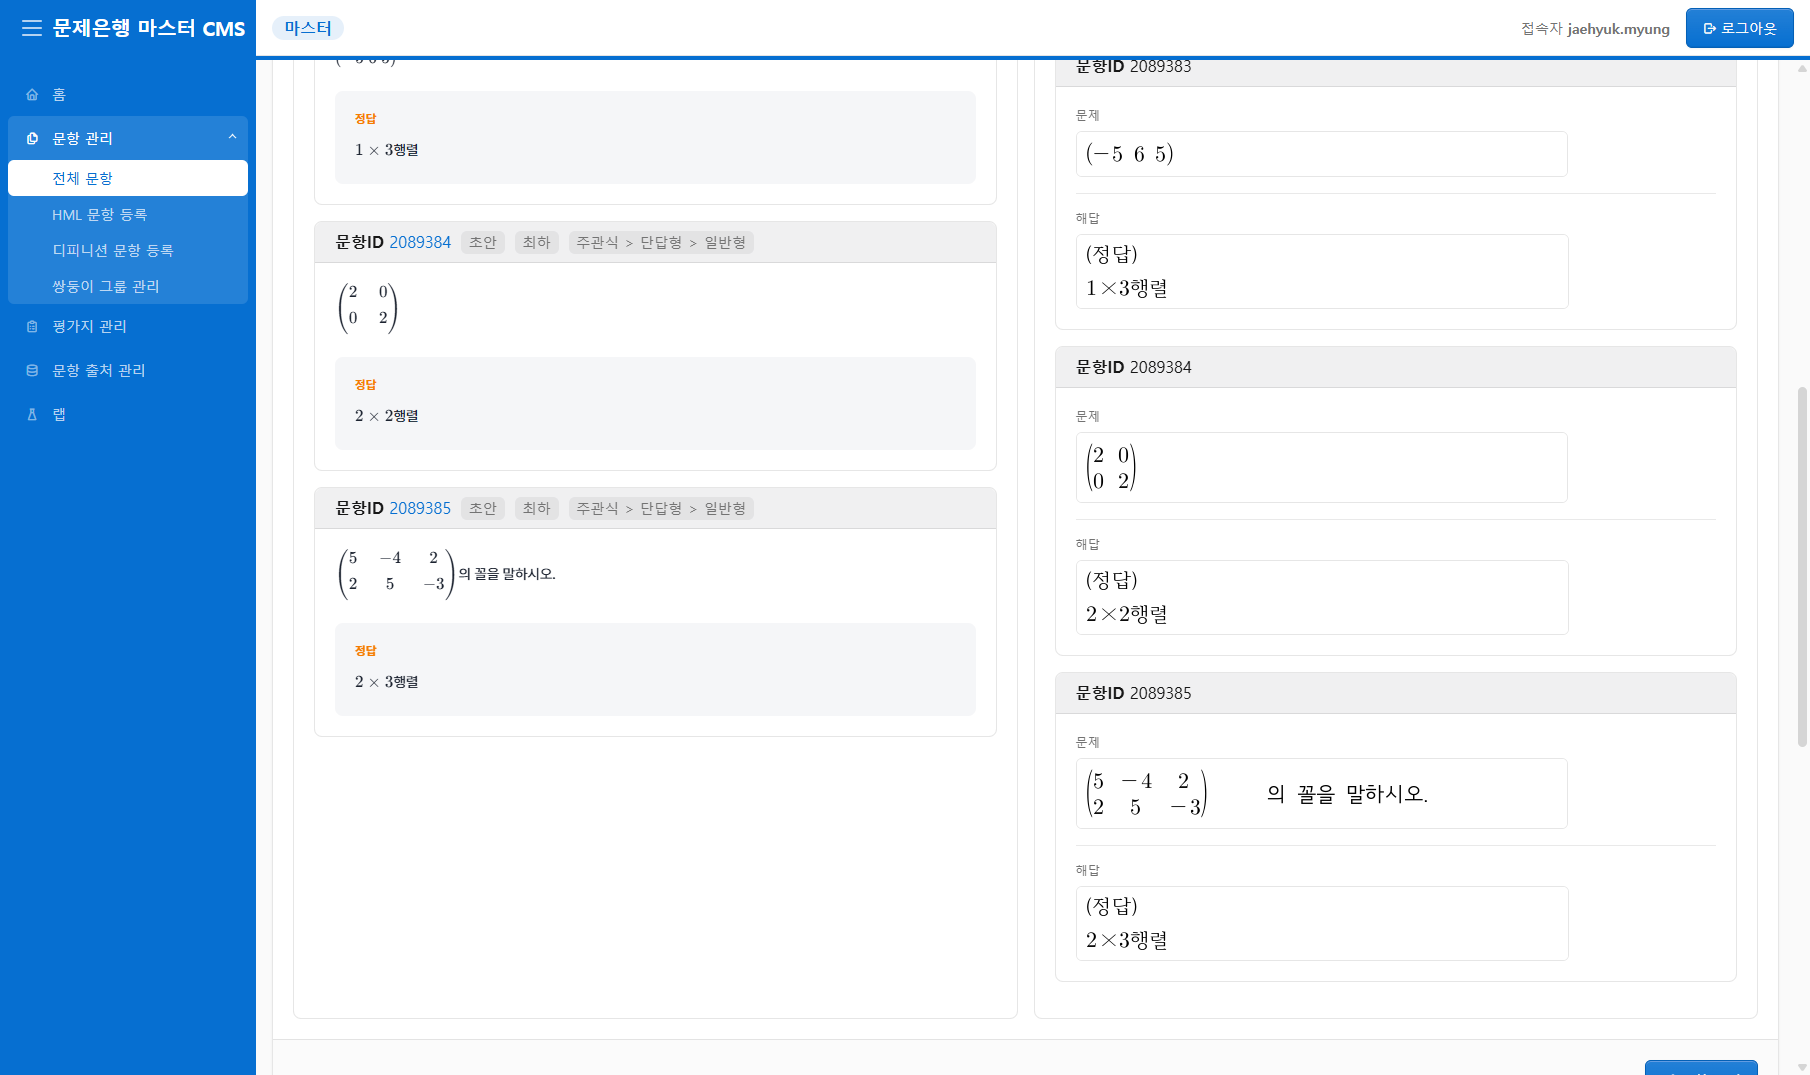 문제은행 마스터 CMS
홈
문항 관리
전체 문항
HML 문항 등록
디피니션 문항 등록
쌍둥이 그룹 관리
평가지 관리
문항 출처 관리
랩
마스터
접속자 jaehyuk.myung
로그아웃
정답
1 × 3행렬
문항ID 2089384 초안 최하 주관식 > 단답형 > 일반형
(2 0
0 2)
정답
2 × 2행렬
문항ID 2089385 초안 최하 주관식 > 단답형 > 일반형
(5 −4 2
2 5 −3)의 꼴을 말하시오.
정답
2 × 3행렬
문항ID 2089383
문제
(−5 6 5)
해답
(정답)
1×3행렬
문항ID 2089384
문제
(2 0
0 2)
해답
(정답)
2×2행렬
문항ID 2089385
문제
(5 −4 2
2 5 −3) 의 꼴을 말하시오.
해답
(정답)
2×3행렬